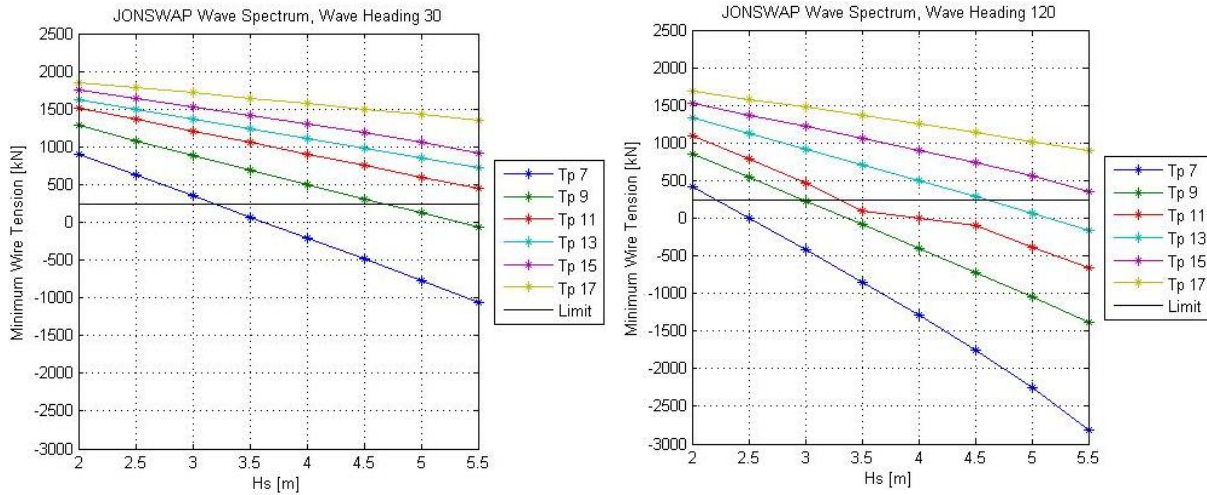 JONSWAP Wave Spectrum, Wave Heading 30
2500
2000
1500
1000
500
0
-500
-1000
-1500
-2000
-2500
-3000
Minimum Wire Tension [kN]
2 2.5 3 3.5 4 4.5 5 5.5
Hs [m]
Tp 7
Tp 9
Tp 11
Tp 13
Tp 15
Tp 17
Limit
JONSWAP Wave Spectrum, Wave Heading 120
2500
2000
1500
1000
500
0
-500
-1000
-1500
-2000
-2500
-3000
Minimum Wire Tension [kN]
2 2.5 3 3.5 4 4.5 5 5.5
Hs [m]
Tp 7
Tp 9
Tp 11
Tp 13
Tp 15
Tp 17
Limit